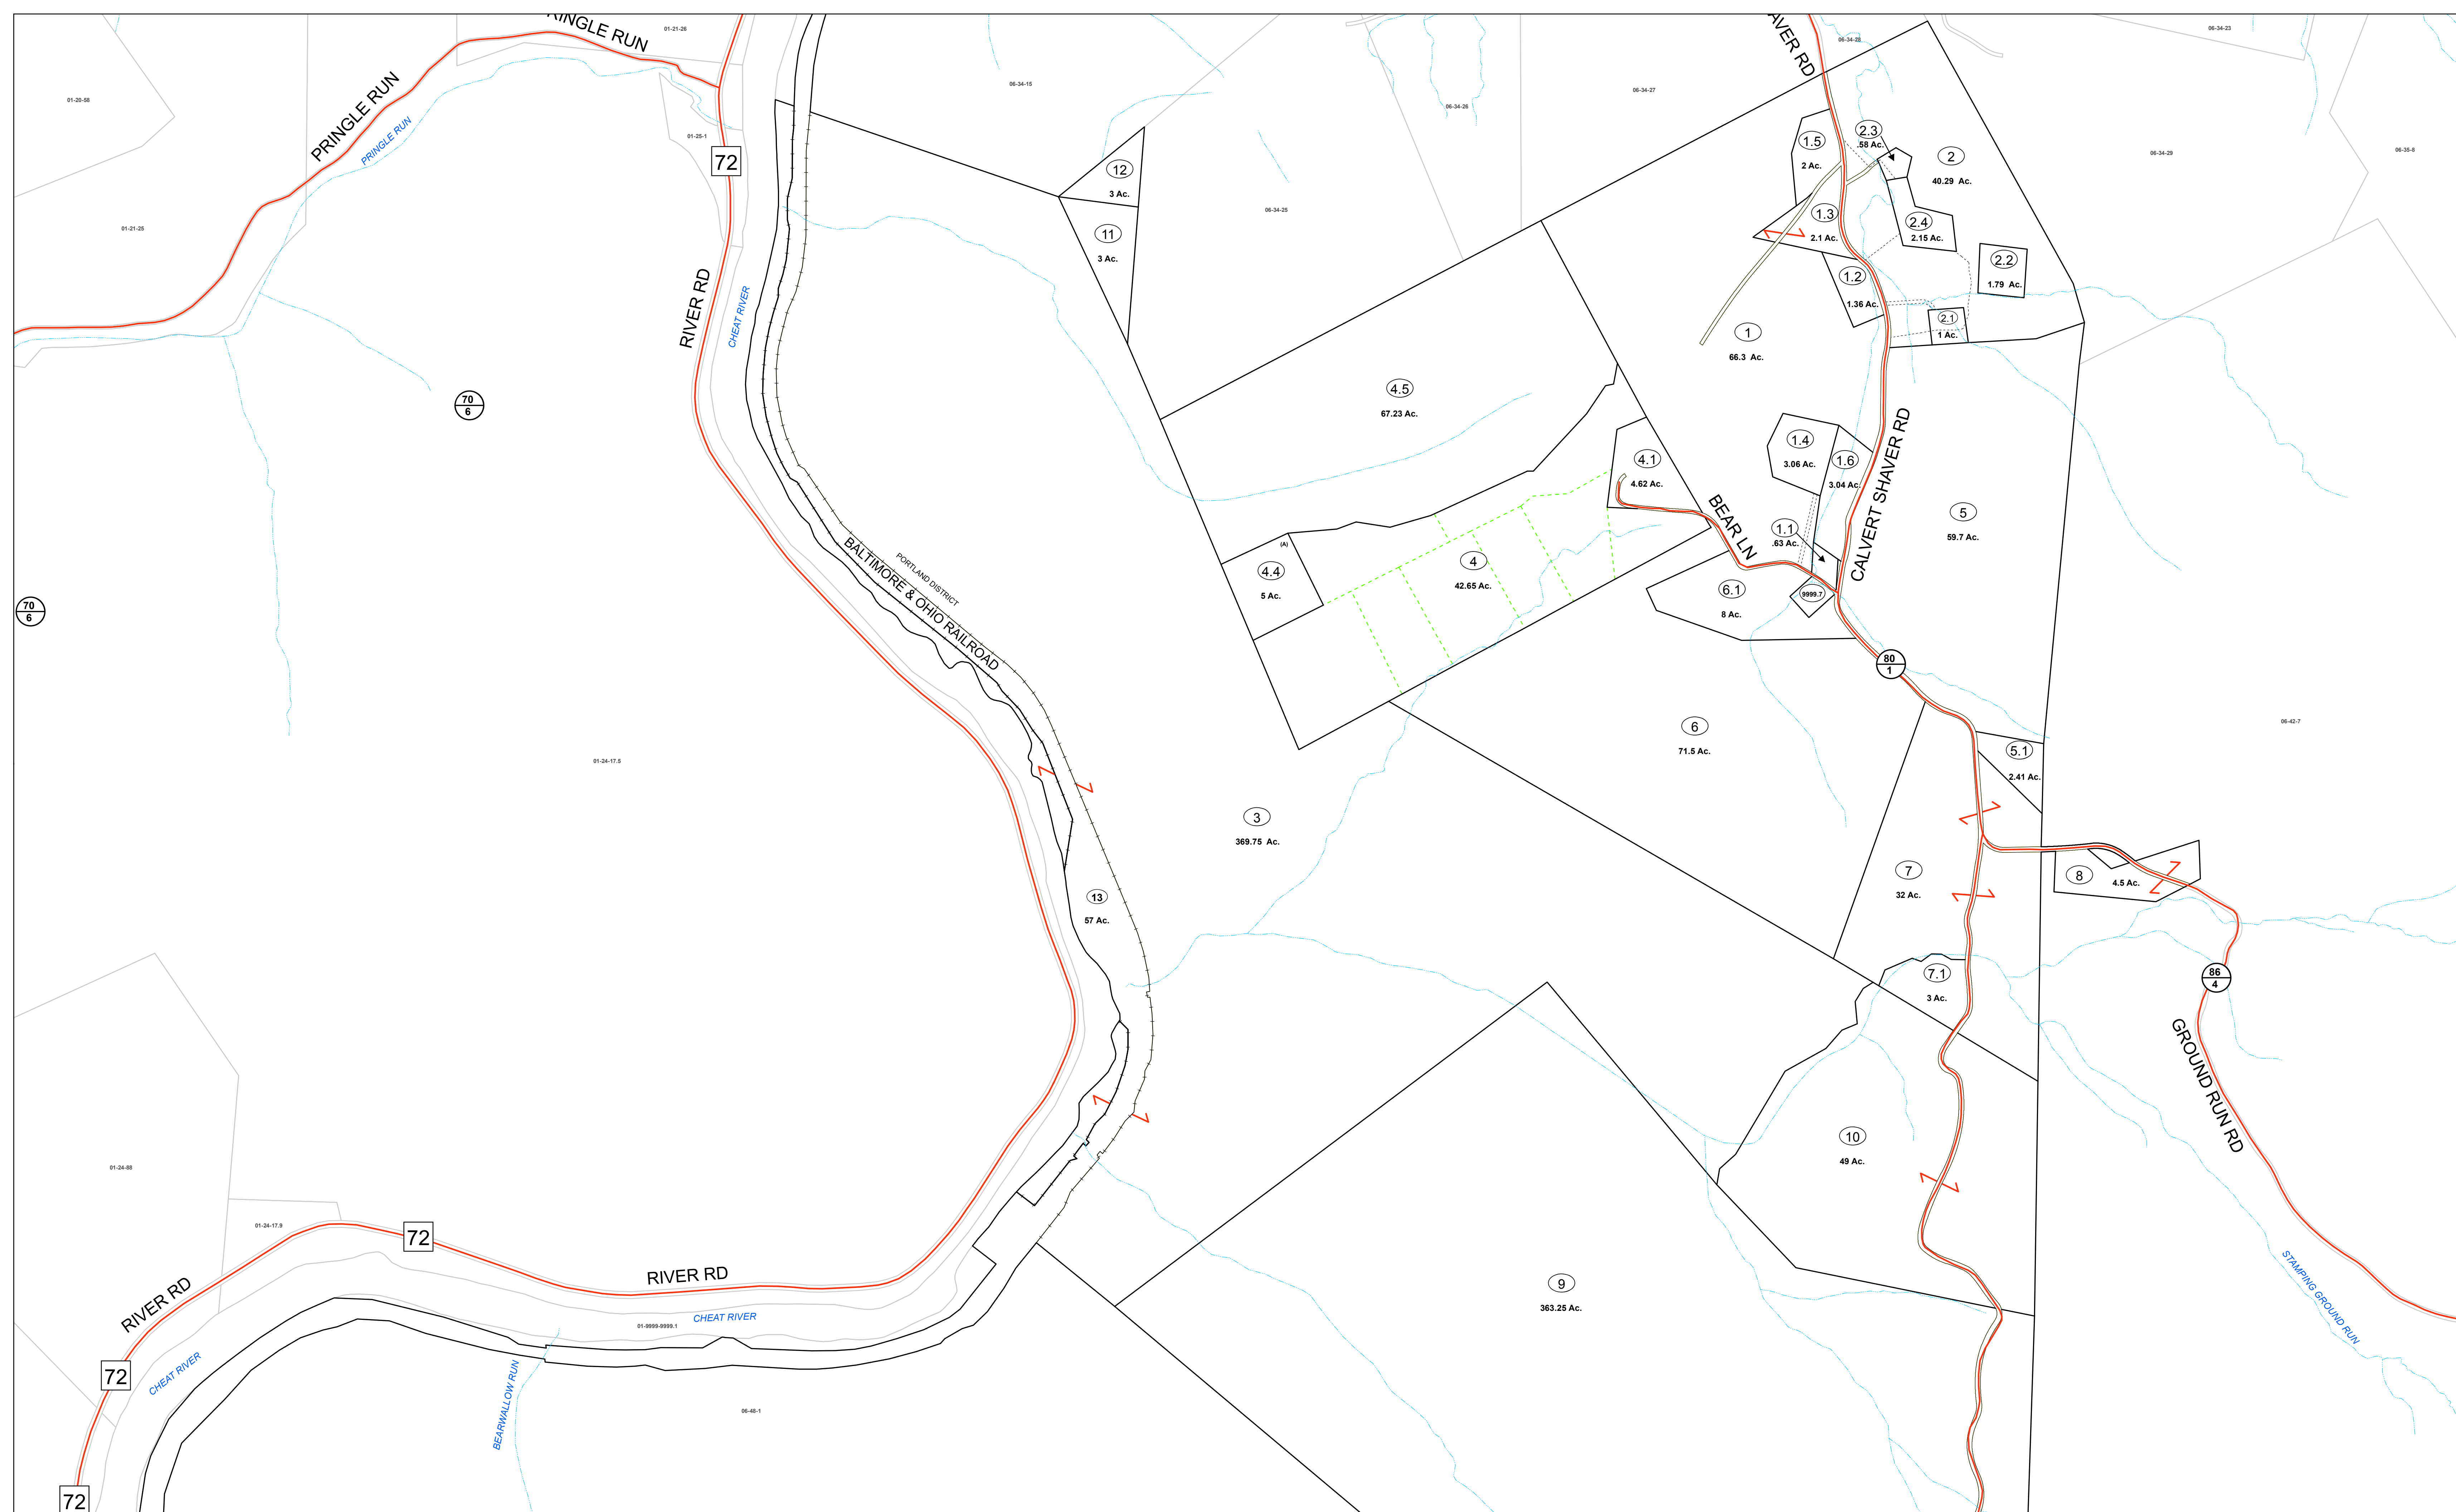 RINGLE RUN
01-21-26
AVER RD
06-34-28
06-34-23
01-20-58
PRINGLE RUN
PRINGLE RUN
01-25-1
72
06-34-15
06-34-26
06-34-27
06-34-29
06-35-8
12
3 Ac.
11
3 Ac.
06-34-25
1.5
2 Ac.
2.3
.58 Ac.
2
40.29 Ac.
1.3
2.1 Ac.
2.4
2.15 Ac.
2.2
1.79 Ac.
1.2
1.36 Ac.
2.1
1 Ac.
1
66.3 Ac.
01-21-25
RIVER RD
CHEAT RIVER
70
6
4.5
67.23 Ac.
4.1
4.62 Ac.
1.4
3.06 Ac.
1.6
3.04 Ac.
CALVERT SHAVER RD
BEAR LN
1.1
.63 Ac.
5
59.7 Ac.
(A)
4.4
5 Ac.
4
42.65 Ac.
6.1
8 Ac.
9999.7
70
6
PORTLAND DISTRICT
BALTIMORE & OHIO RAILROAD
80
1
6
71.5 Ac.
5.1
2.41 Ac.
06-42-7
01-24-17.5
3
369.75 Ac.
13
57 Ac.
7
32 Ac.
8
4.5 Ac.
7.1
3 Ac.
86
4
GROUND RUN RD
10
49 Ac.
01-24-88
01-24-17.9
72
RIVER RD
RIVER RD
CHEAT RIVER
01-9999-9999.1
9
363.25 Ac.
STAMPING GROUND RUN
72
CHEAT RIVER
BEARWALLOW RUN
06-48-1
72